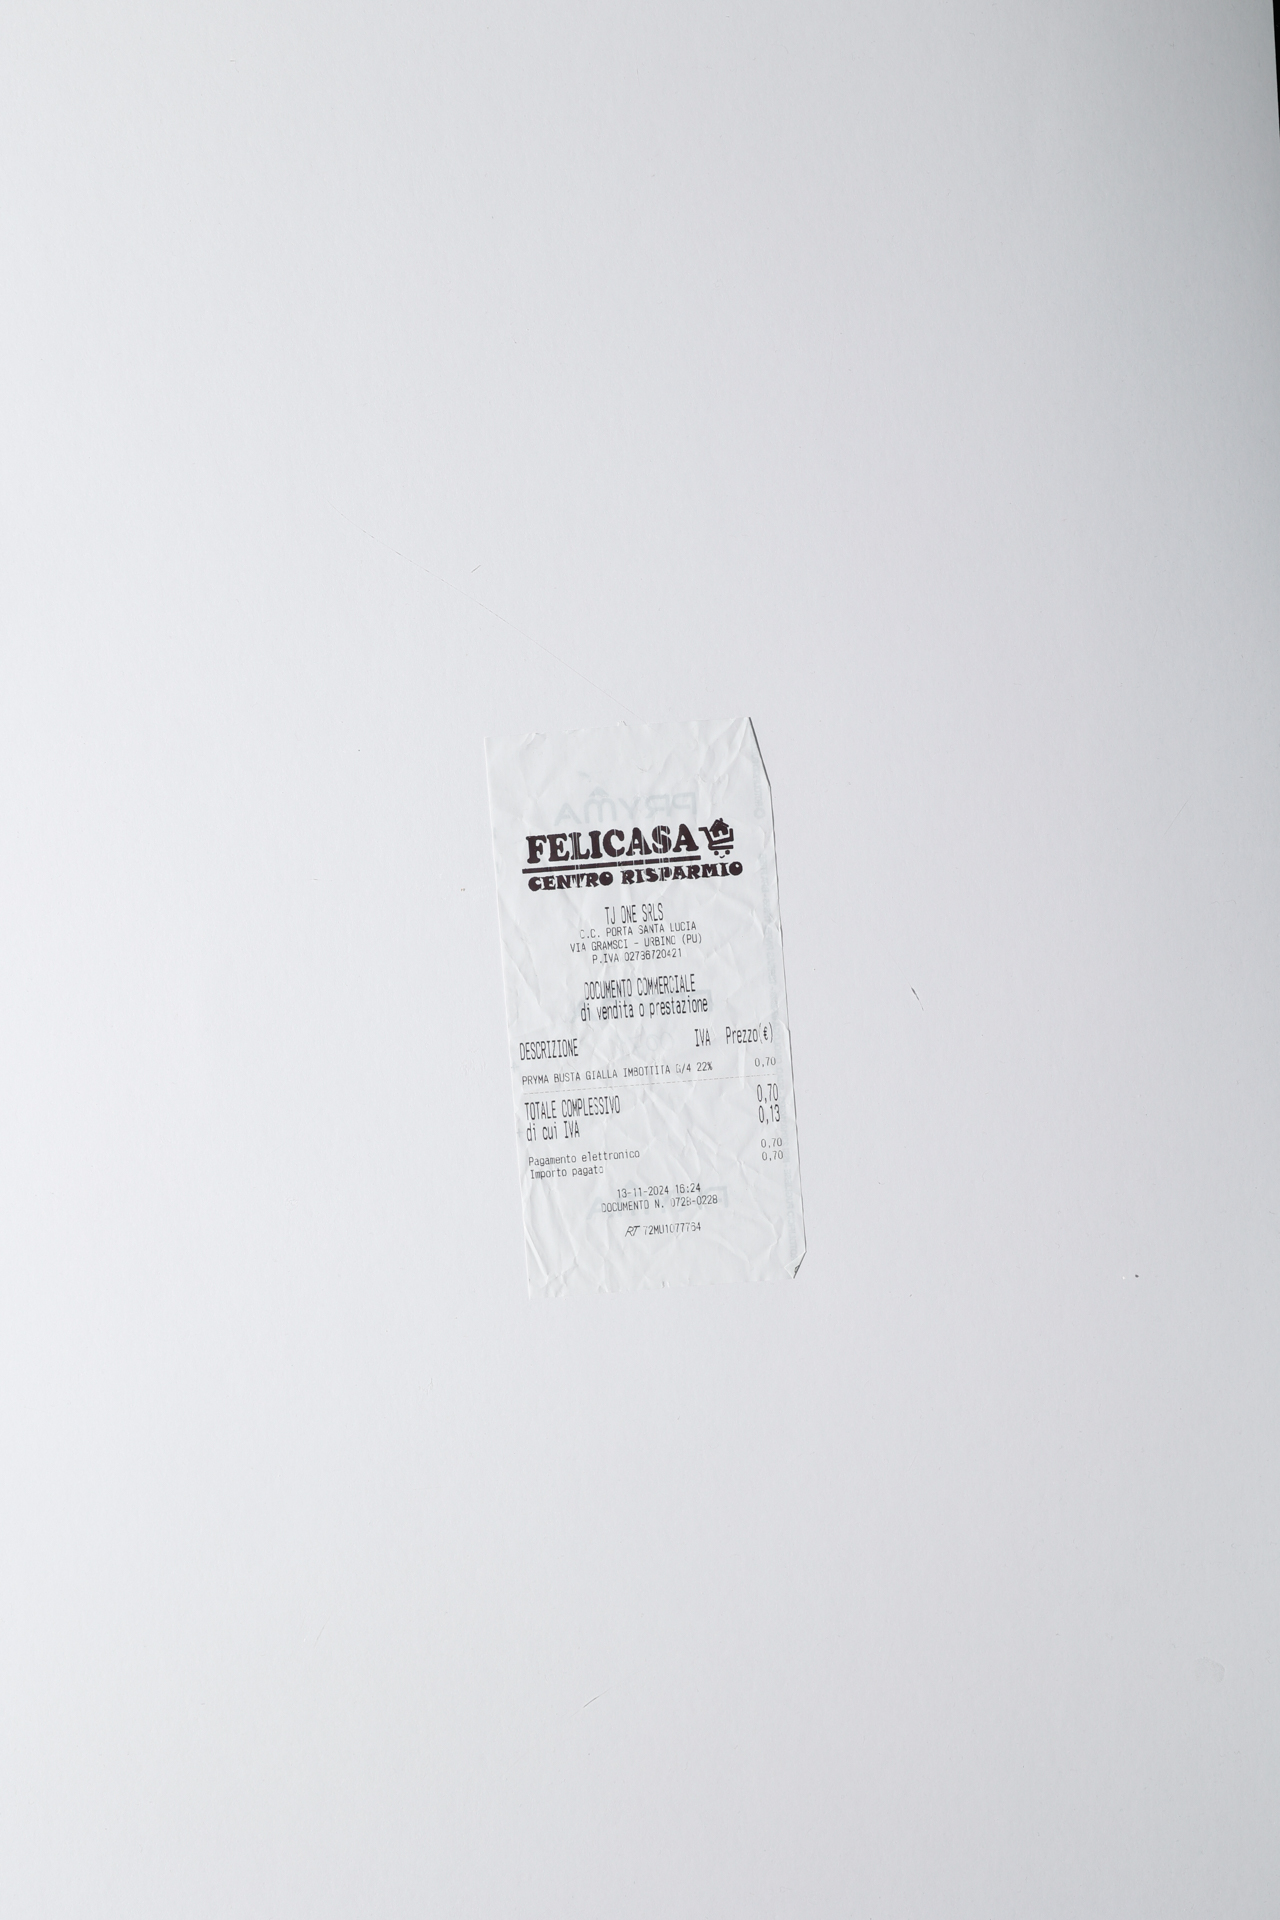 FELICASA
CENTRO RISPARMIO
TJ ONE SRLS
C.C. PORTA SANTA LUCIA
VIA GRAMSCI - URBINO (PU)
P.IVA 02736720421
DOCUMENTO COMMERCIALE
di vendita o prestazione
DESCRIZIONE IVA Prezzo(€)
PRYMA BUSTA GIALLA IMBOTTITA G/4 22% 0,70
TOTALE COMPLESSIVO 0,70
di cui IVA 0,13
Pagamento elettronico 0,70
Importo pagato 0,70
13-11-2024 16:24
DOCUMENTO N. 0728-0228
RT 72MU1077764